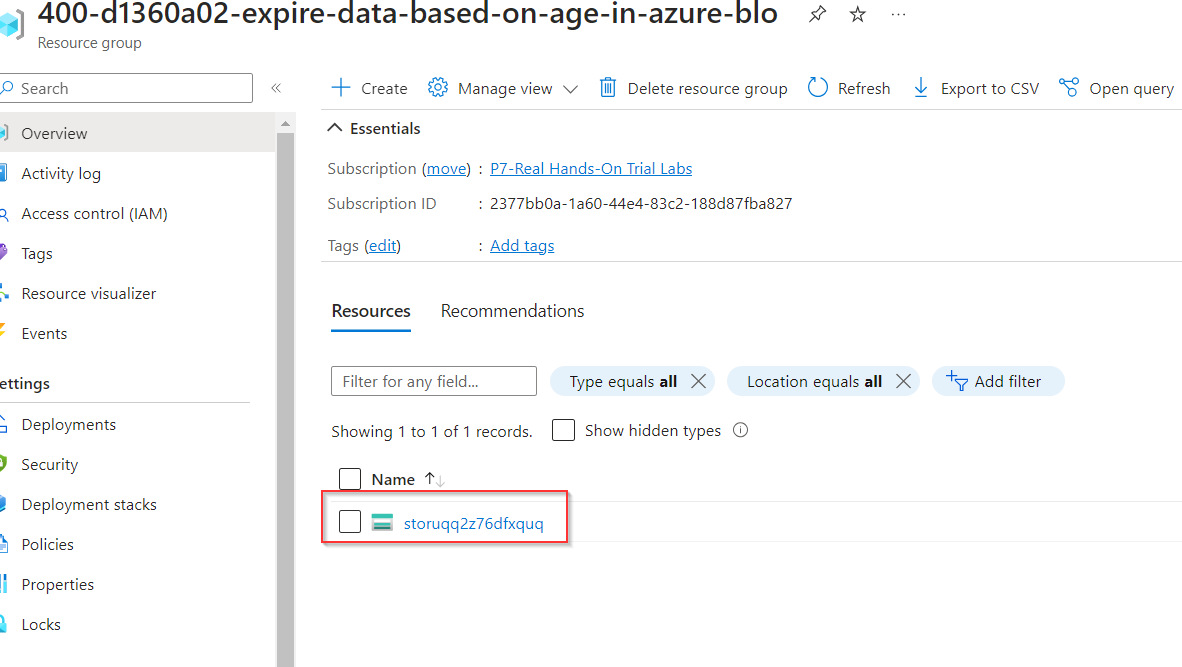 400-d1360a02-expire-data-based-on-age-in-azure-blo
Resource group
Search
Create Manage view Delete resource group Refresh Export to CSV Open query
Overview
Activity log
Access control (IAM)
Tags
Resource visualizer
Events
ettings
Deployments
Security
Deployment stacks
Policies
Properties
Locks
Essentials
Subscription (move) : P7-Real Hands-On Trial Labs
Subscription ID : 2377bb0a-1a60-44e4-83c2-188d87fba827
Tags (edit) : Add tags
Resources Recommendations
Filter for any field... Type equals all Location equals all Add filter
Showing 1 to 1 of 1 records. Show hidden types
Name
storuqq2z76dfxquq